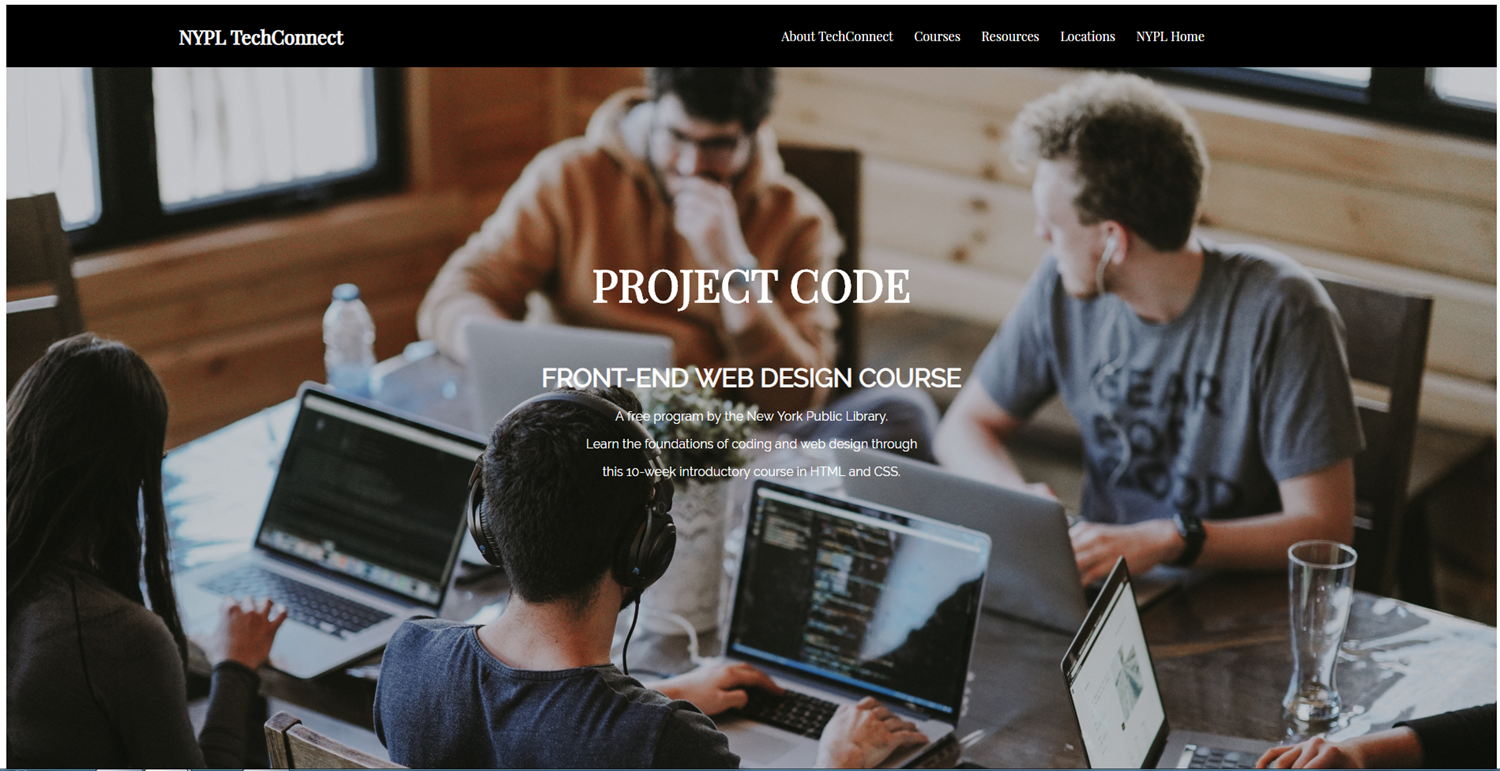 NYPL TechConnect
About TechConnect Courses Resources Locations NYPL Home
PROJECT CODE
FRONT-END WEB DESIGN COURSE
A free program by the New York Public Library.
Learn the foundations of coding and web design through
this 10-week introductory course in HTML and CSS.